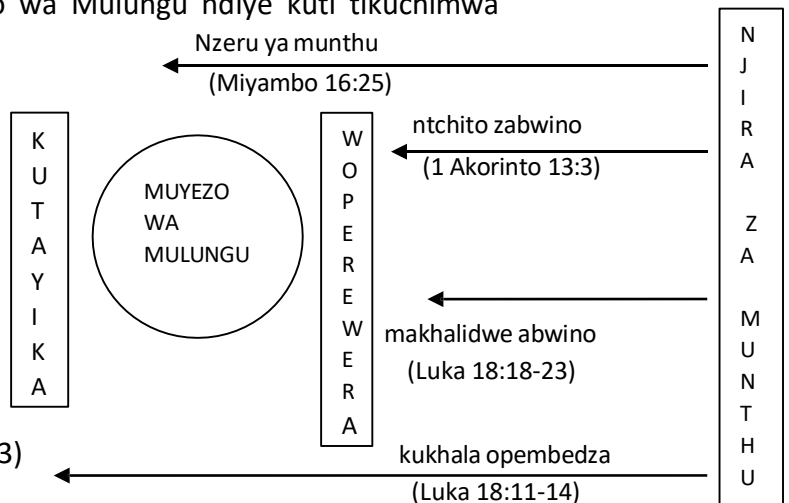 wa Mulungu ndiye kuti tikuchimwa
Nzeru ya munthu
(Miyambo 16:25)
ntchito zabwino
(1 Akorinto 13:3)
KUTAYIKA
MUYEZO
WA
MULUNGU
WOPEREWERA
makhalidwe abwino
(Luka 18:18-23)
3)
kukhala opembedza
(Luka 18:11-14)
NJIRA ZA MUNTHU